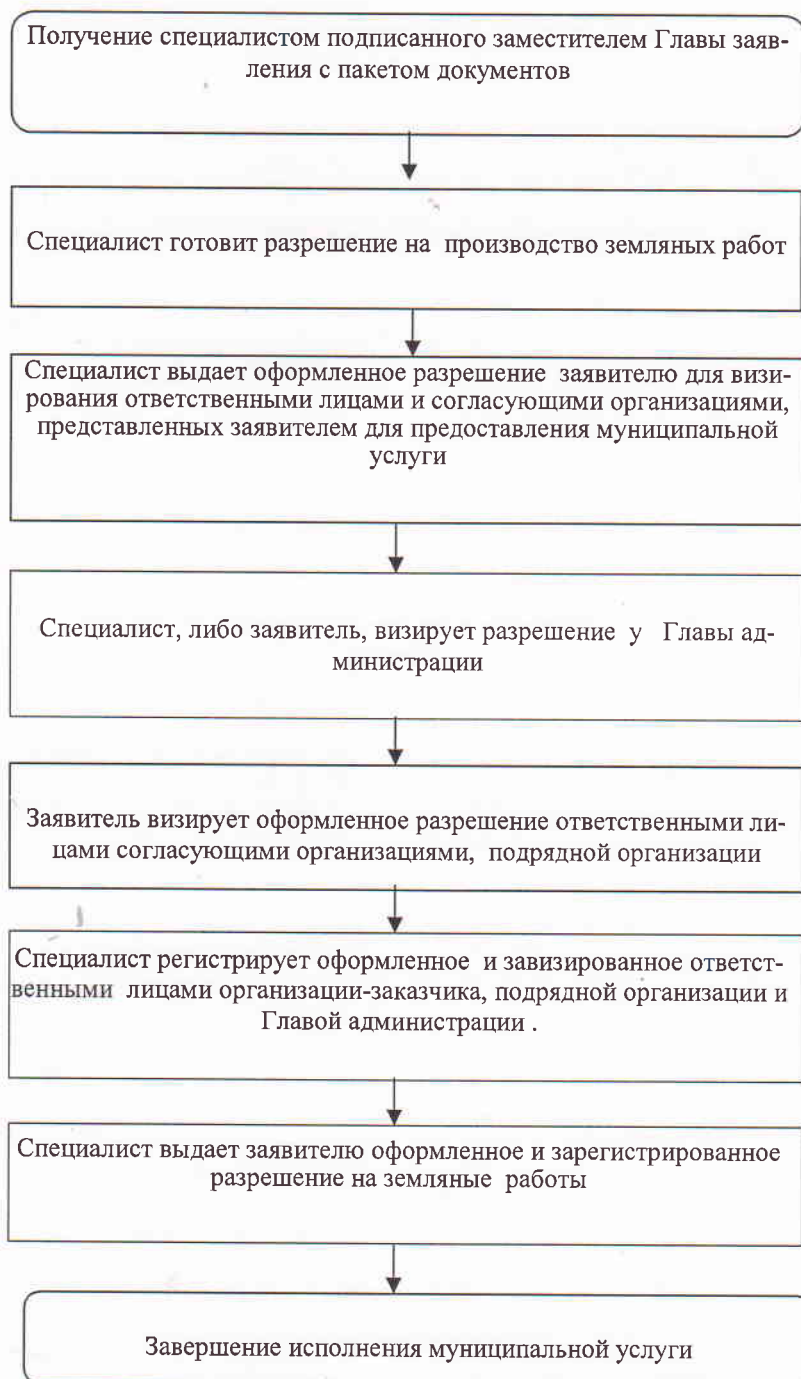 Получение специалистом подписанного заместителем Главы заяв-
ления с пакетом документов
Специалист готовит разрешение на производство земляных работ
Специалист выдает оформленное разрешение заявителю для визи-
рования ответственными лицами и согласующими организациями,
представленных заявителем для предоставления муниципальной
услуги
Специалист, либо заявитель, визирует разрешение у Главы ад-
министрации
Заявитель визирует оформленное разрешение ответственными ли-
цами согласующими организациями, подрядной организации
Специалист регистрирует оформленное и завизированное ответст-
венными лицами организации-заказчика, подрядной организации и
Главой администрации .
Специалист выдает заявителю оформленное и зарегистрированное
разрешение на земляные работы
Завершение исполнения муниципальной услуги